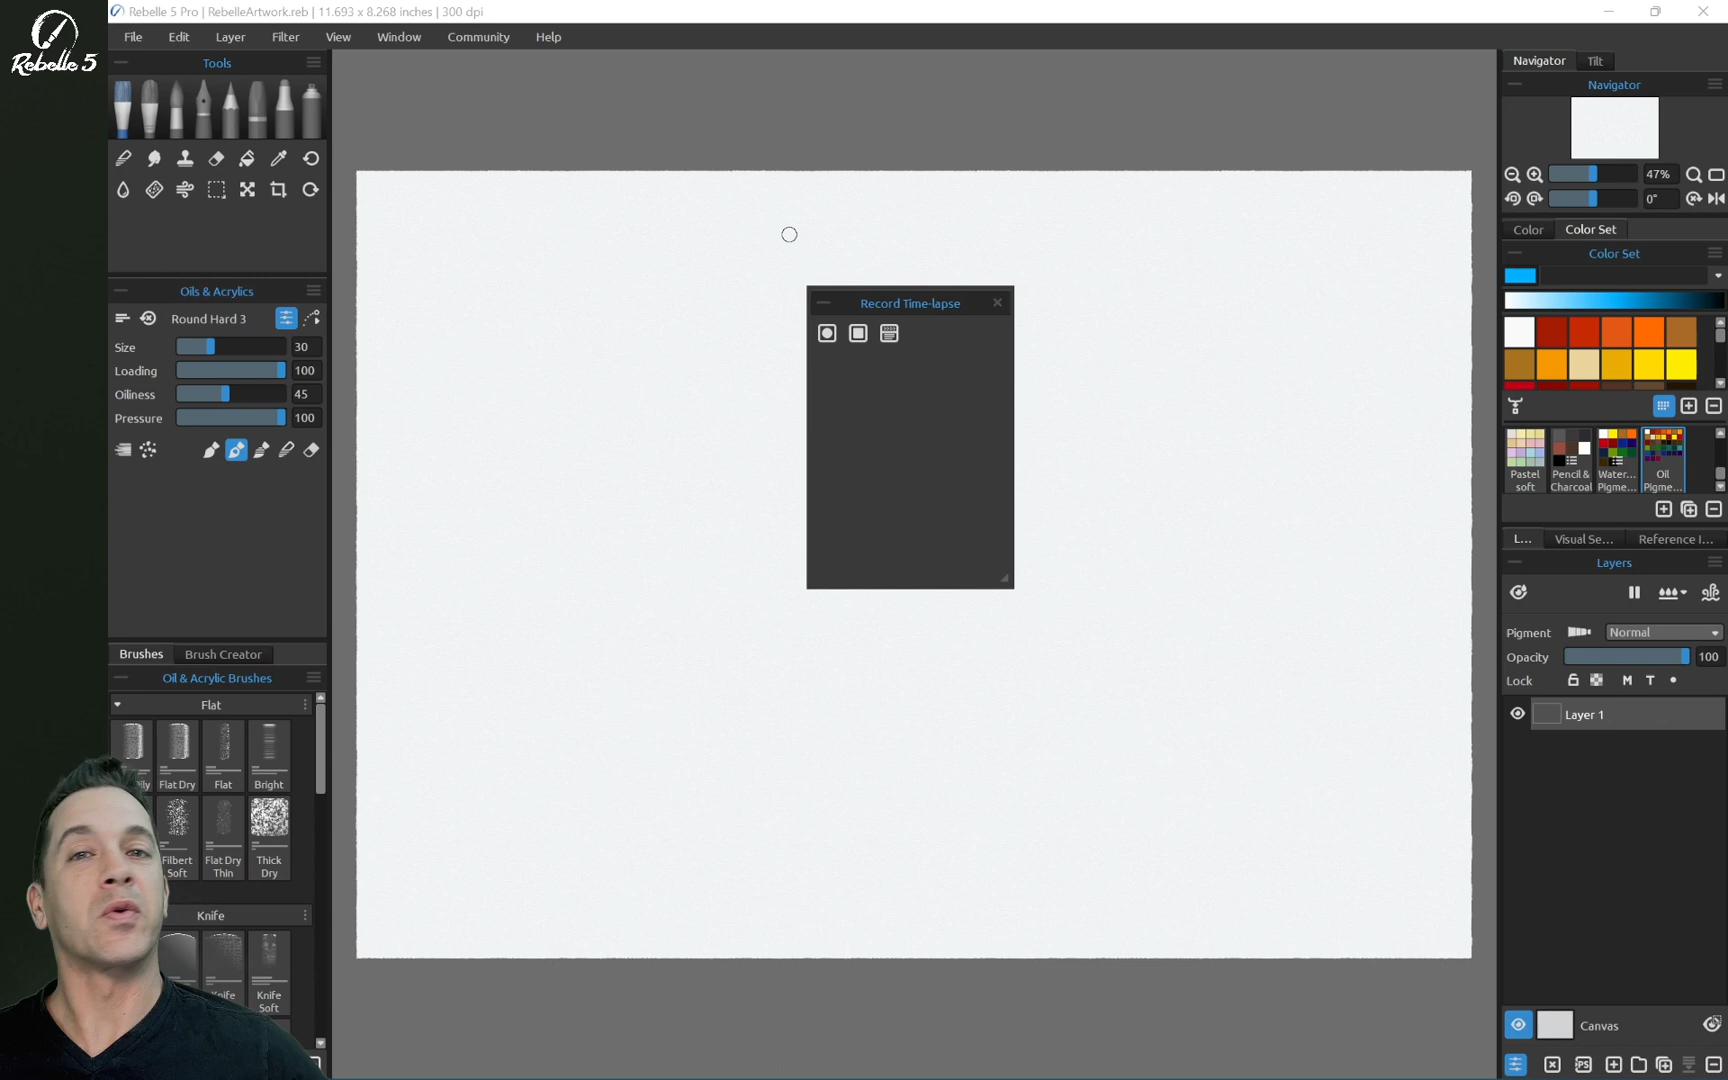 Rebelle 5
Rebelle 5 Pro | RebelleArtwork.reb | 11.693 x 8.268 inches | 300 dpi
File Edit Layer Filter View Window Community Help
Tools
Oils & Acrylics
Round Hard 3
Size 30
Loading 100
Oiliness 45
Pressure 100
Brushes Brush Creator
Oil & Acrylic Brushes
Flat
Flat Dry Flat Bright
Filbert Soft Flat Dry Thin Thick Dry
Knife
Knife Soft
Record Time-lapse
Navigator Tilt
Navigator
47%
0°
Color Color Set
Color Set
Pastel soft Pencil & Charcoal Water... Pigme... Oil Pigme...
L... Visual Se... Reference I...
Layers
Pigment Normal
Opacity 100
Lock M T
Layer 1
Canvas
PS